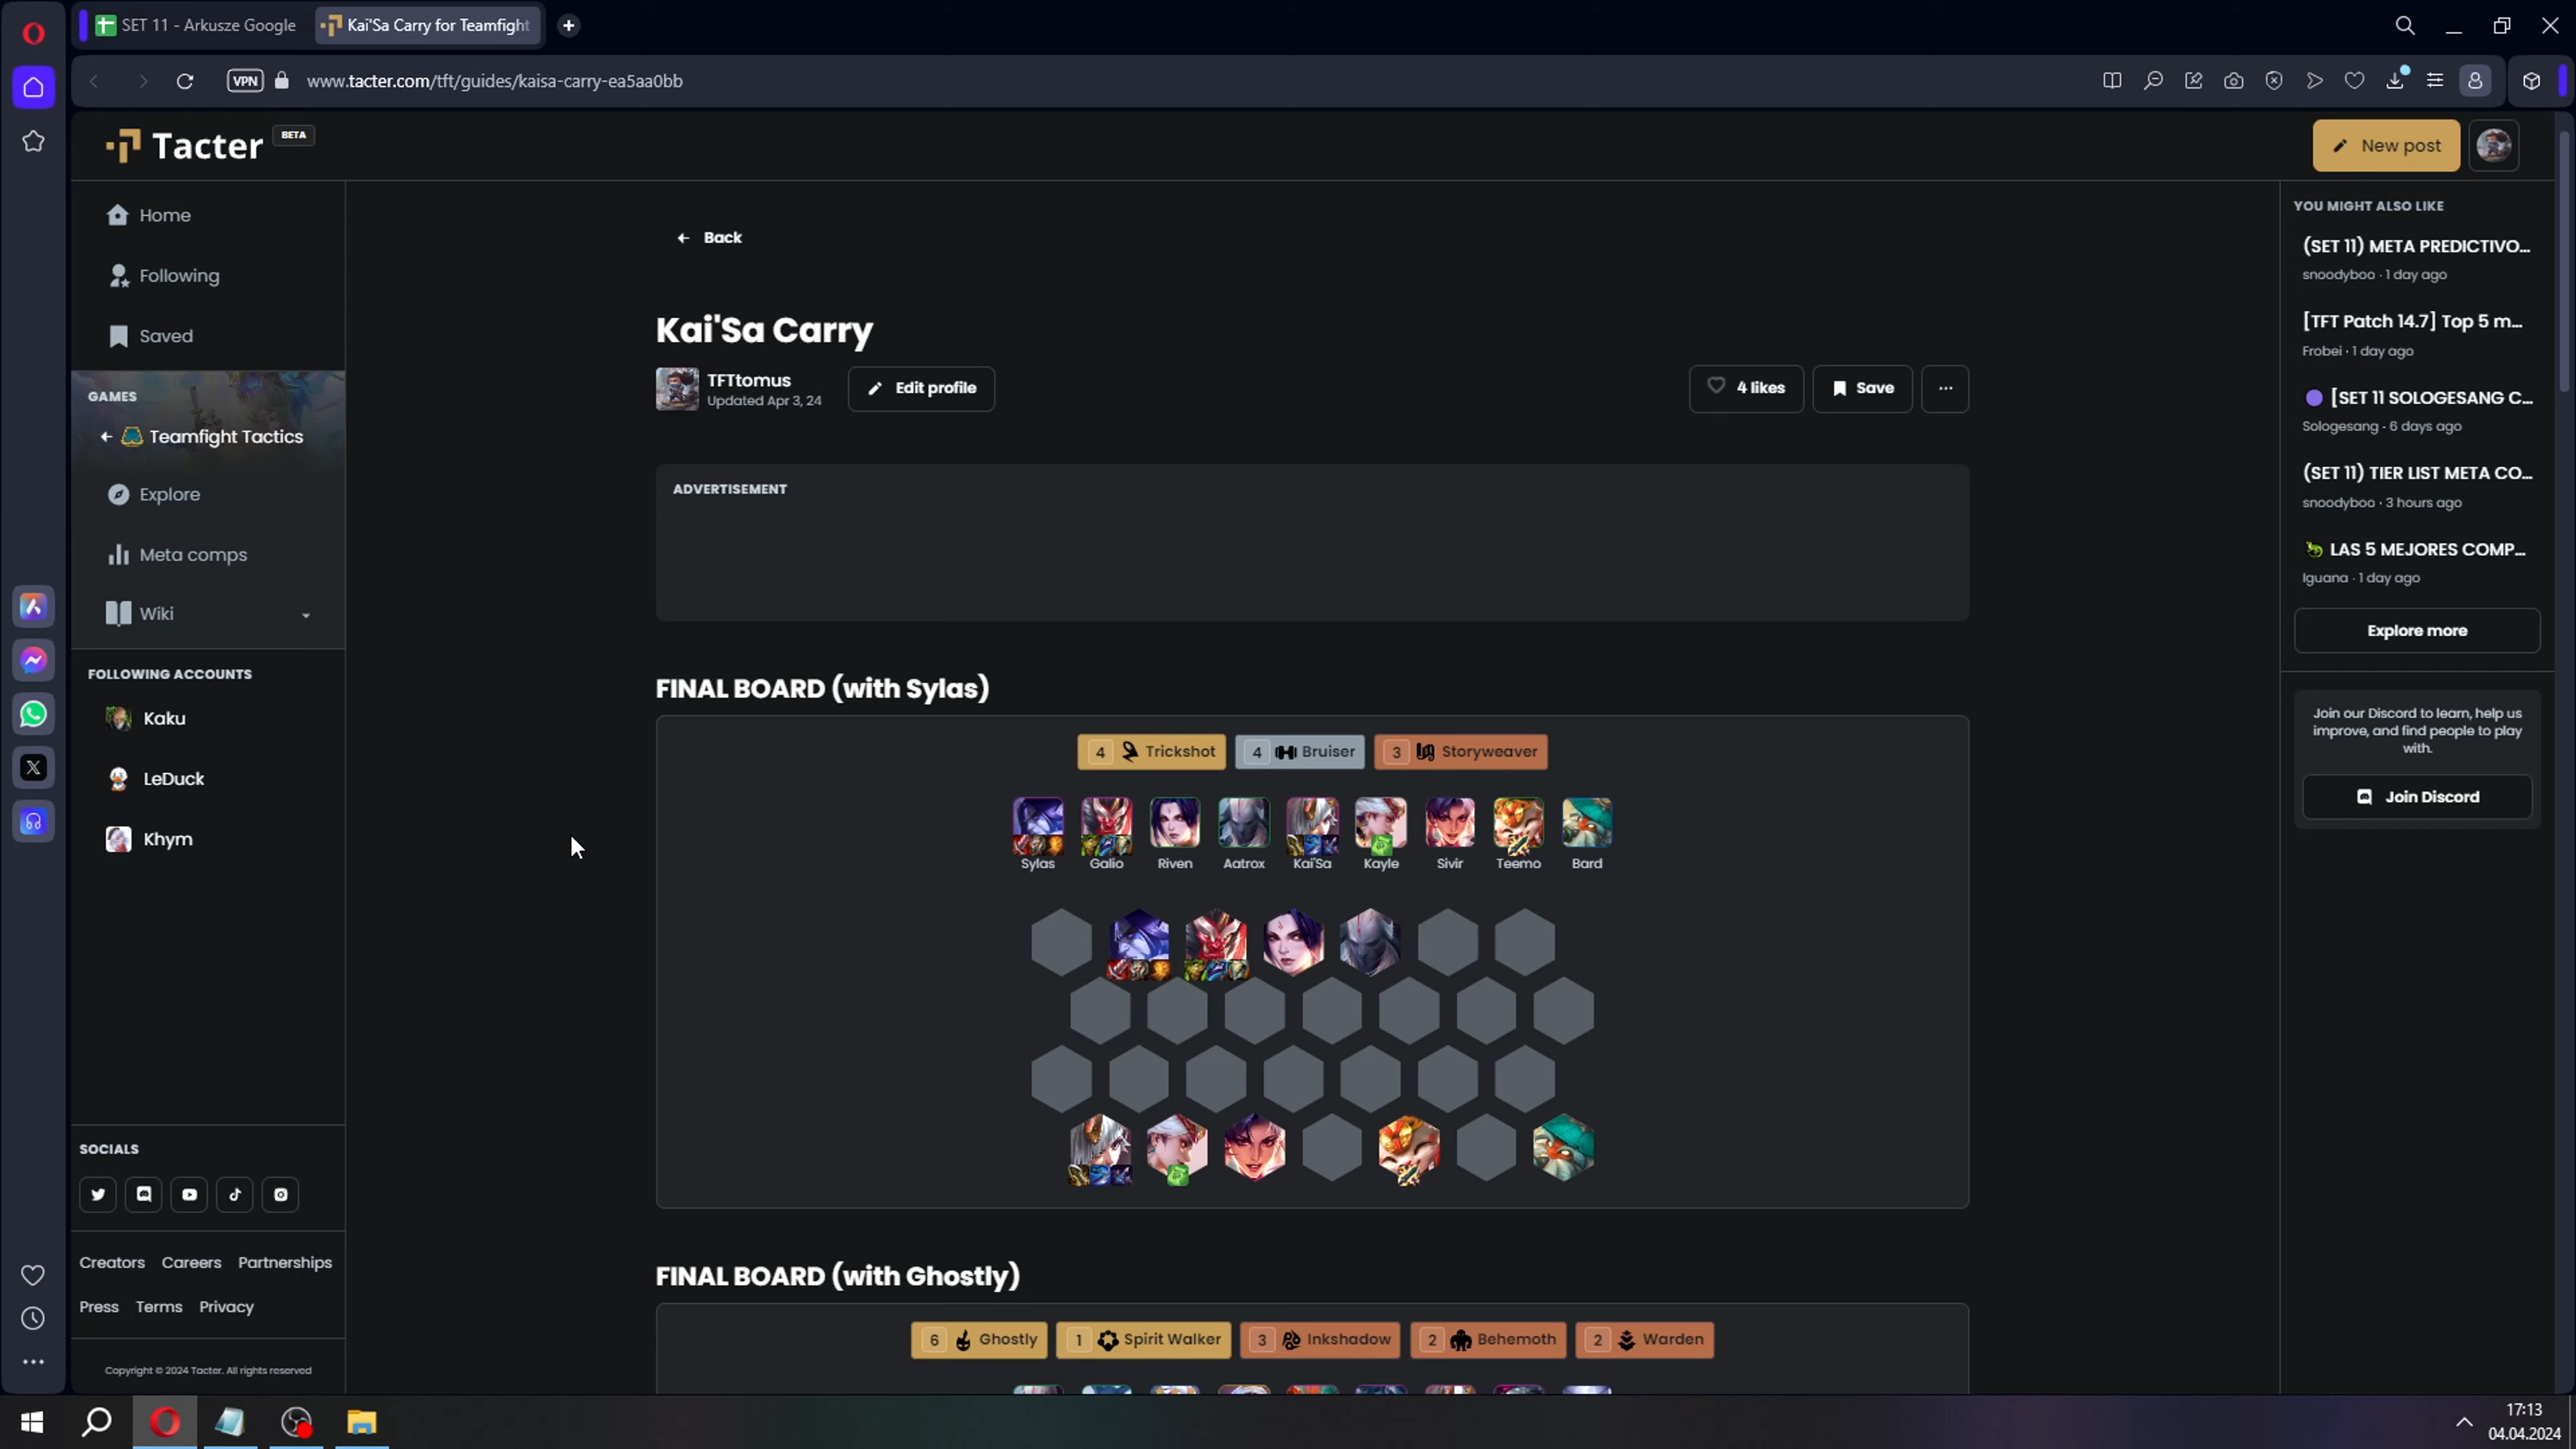 SET 11 - Arkusze Google
Kai'Sa Carry for Teamfight
VPN
www.tacter.com/tft/guides/kaisa-carry-ea5aa0bb
Tacter
BETA
New post
Home
Following
Saved
GAMES
Teamfight Tactics
Explore
Meta comps
Wiki
FOLLOWING ACCOUNTS
Kaku
LeDuck
Khym
SOCIALS
Creators Careers Partnerships
Press Terms Privacy
Copyright © 2024 Tacter. All rights reserved
Back
Kai'Sa Carry
TFTtomus
Updated Apr 3, 24
Edit profile
4 likes
Save
ADVERTISEMENT
FINAL BOARD (with Sylas)
4 Trickshot
4 Bruiser
3 Storyweaver
Sylas Galio Riven Aatrox Kai'Sa Kayle Sivir Teemo Bard
FINAL BOARD (with Ghostly)
6 Ghostly
1 Spirit Walker
3 Inkshadow
2 Behemoth
2 Warden
YOU MIGHT ALSO LIKE
(SET 11) META PREDICTIVO...
snoodyboo · 1 day ago
[TFT Patch 14.7] Top 5 m...
Frobei · 1 day ago
[SET 11 SOLOGESANG C...
Sologesang · 6 days ago
(SET 11) TIER LIST META CO...
snoodyboo · 3 hours ago
LAS 5 MEJORES COMP...
Iguana · 1 day ago
Explore more
Join our Discord to learn, help us
improve, and find people to play
with.
Join Discord
17:13
04.04.2024